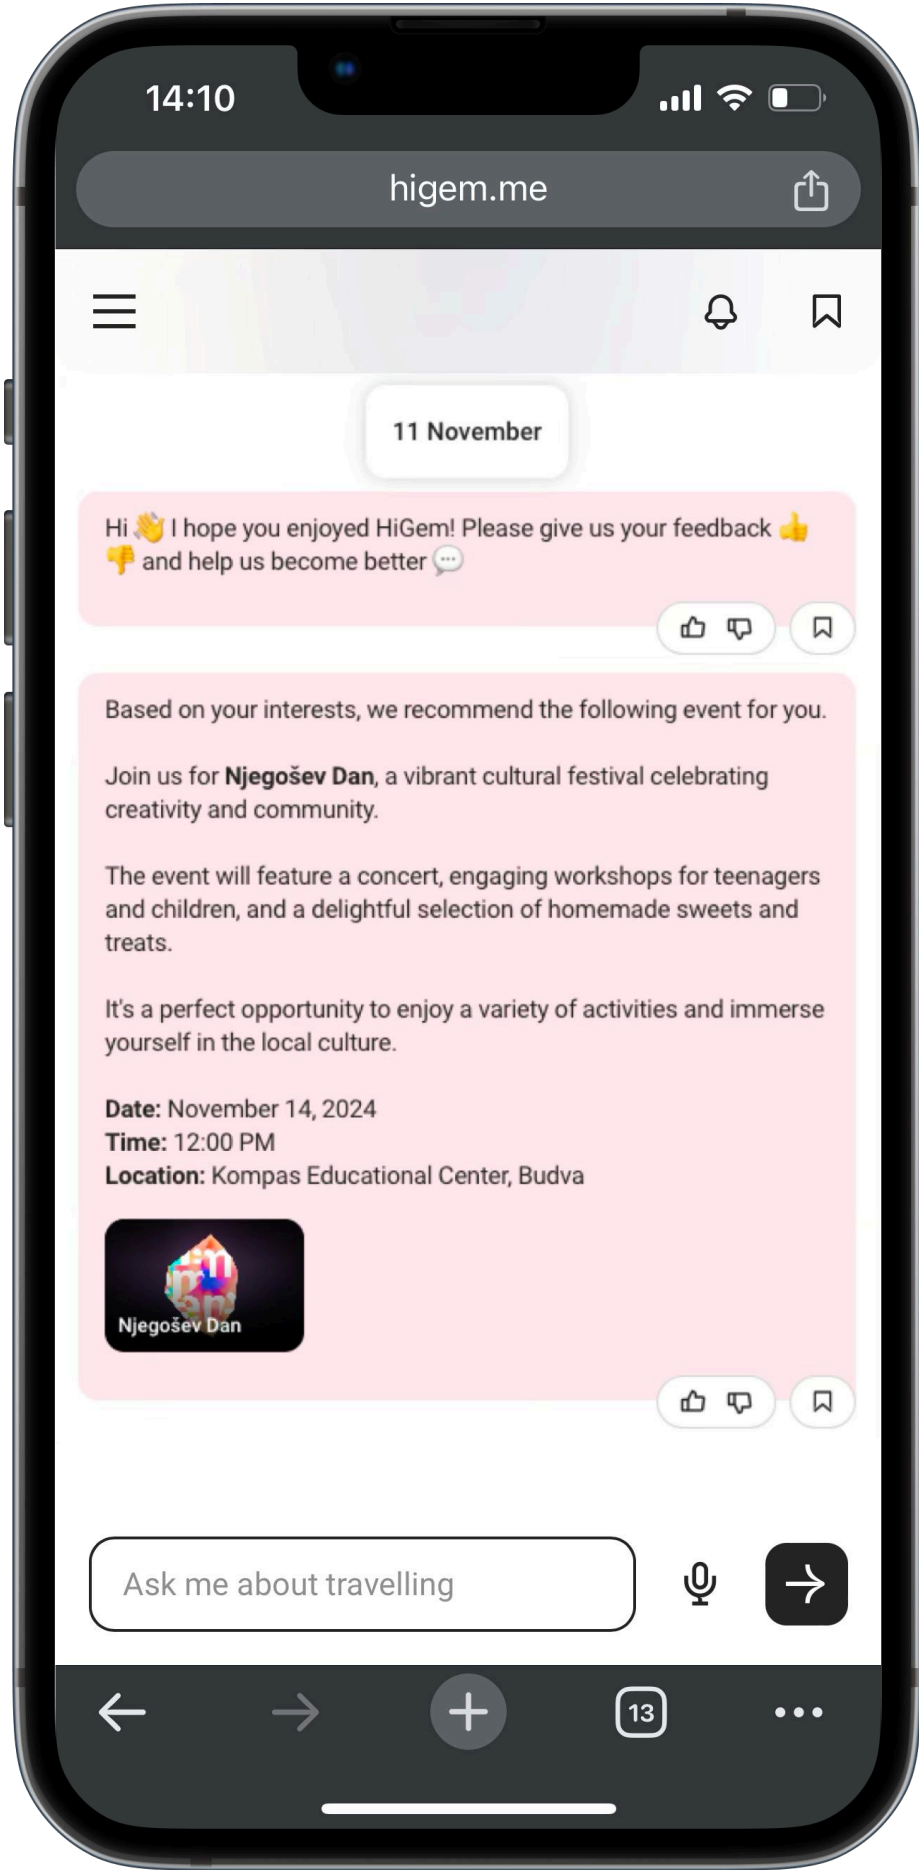 14:10
higem.me
11 November
Hi 👋 I hope you enjoyed HiGem! Please give us your feedback 👍
👎 and help us become better 💬
Based on your interests, we recommend the following event for you.
Join us for Njegošev Dan, a vibrant cultural festival celebrating
creativity and community.
The event will feature a concert, engaging workshops for teenagers
and children, and a delightful selection of homemade sweets and
treats.
It's a perfect opportunity to enjoy a variety of activities and immerse
yourself in the local culture.
Date: November 14, 2024
Time: 12:00 PM
Location: Kompas Educational Center, Budva
Njegošev Dan
Ask me about travelling
13